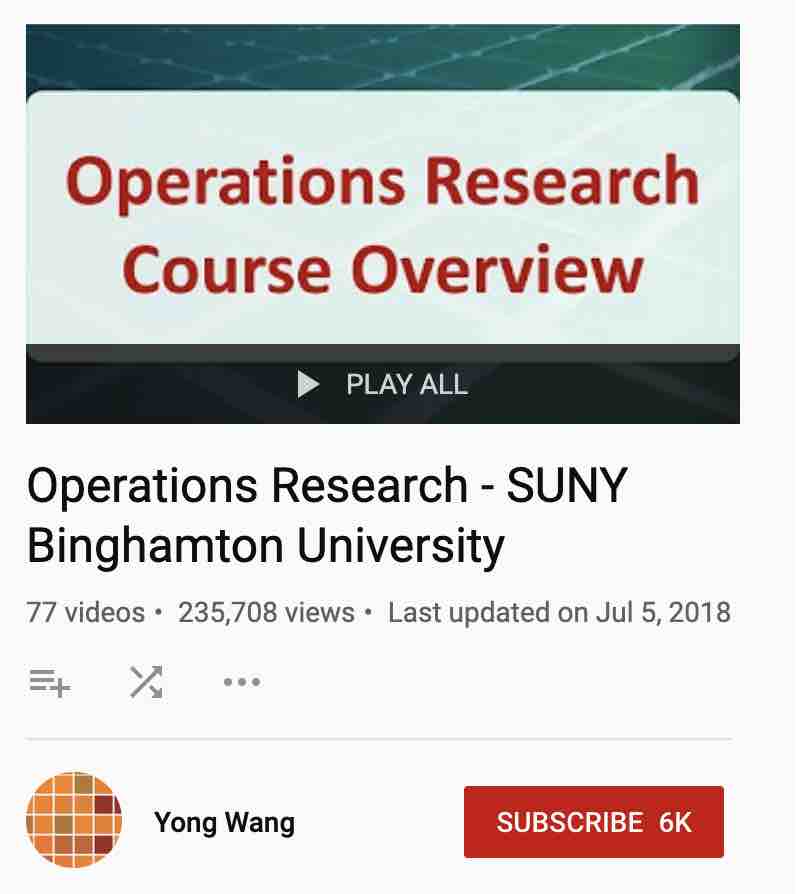 Operations Research
Course Overview
PLAY ALL
Operations Research - SUNY
Binghamton University
77 videos • 235,708 views • Last updated on Jul 5, 2018
Yong Wang
SUBSCRIBE 6K